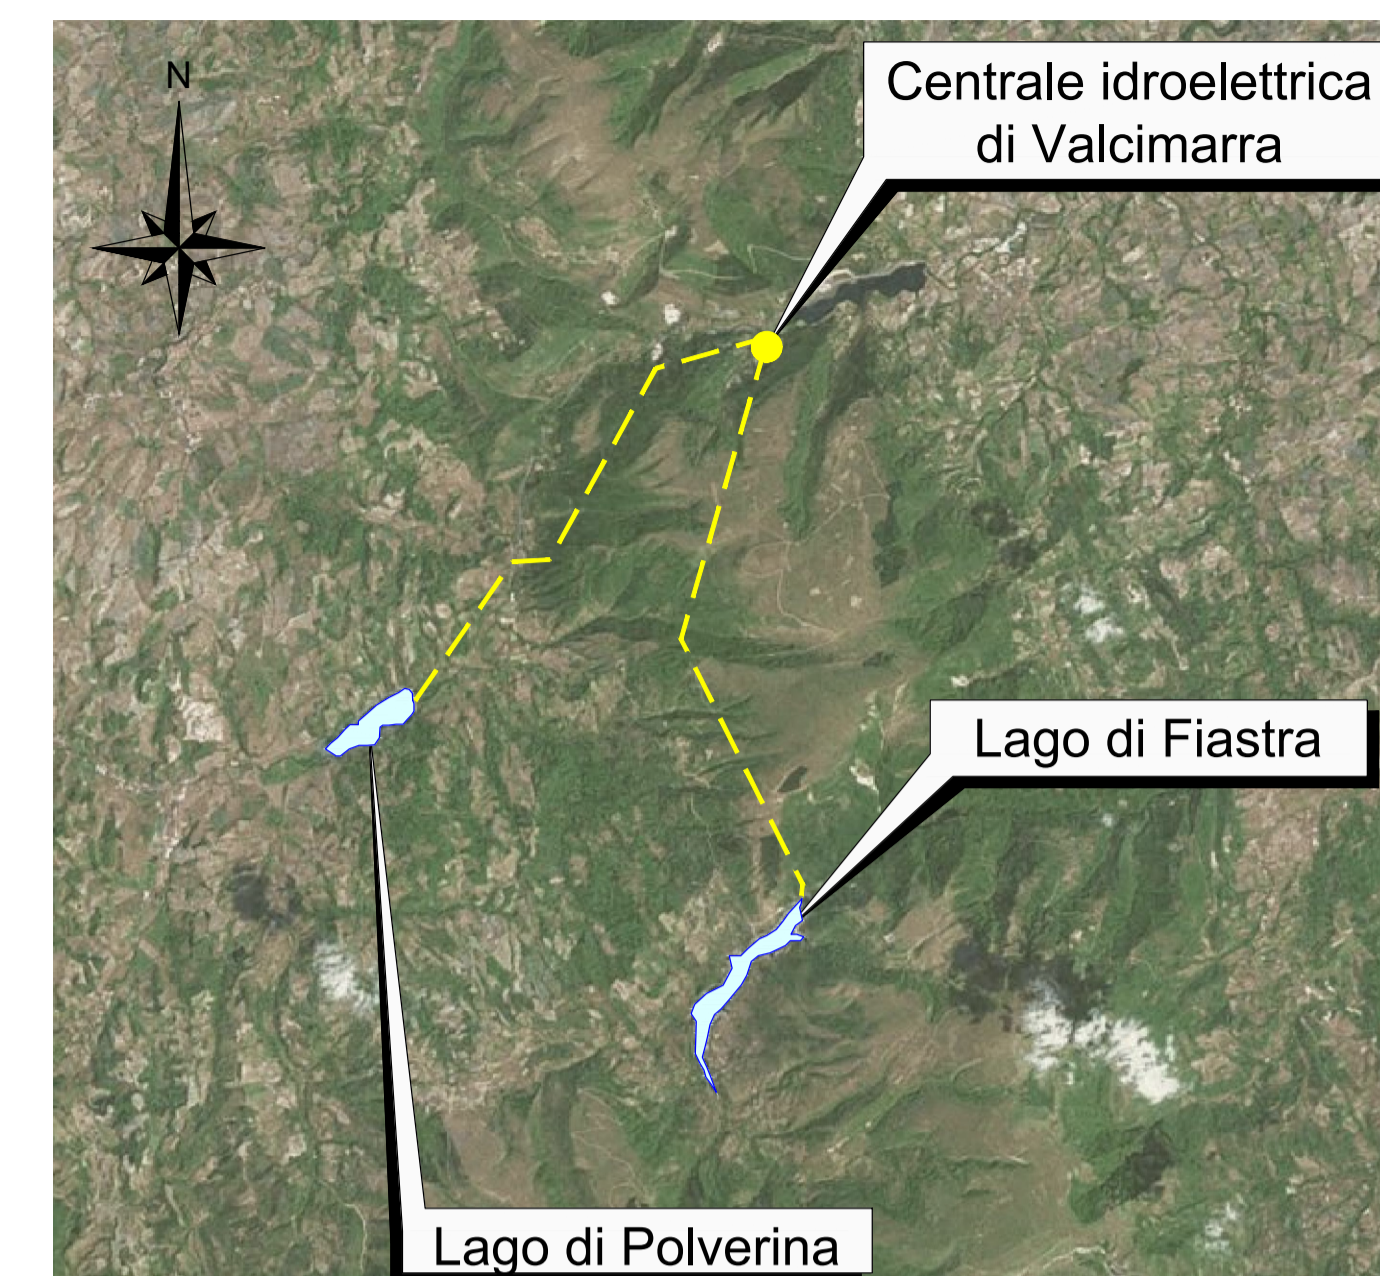 N
Centrale idroelettrica
di Valcimarra
Lago di Fiastra
Lago di Polverina